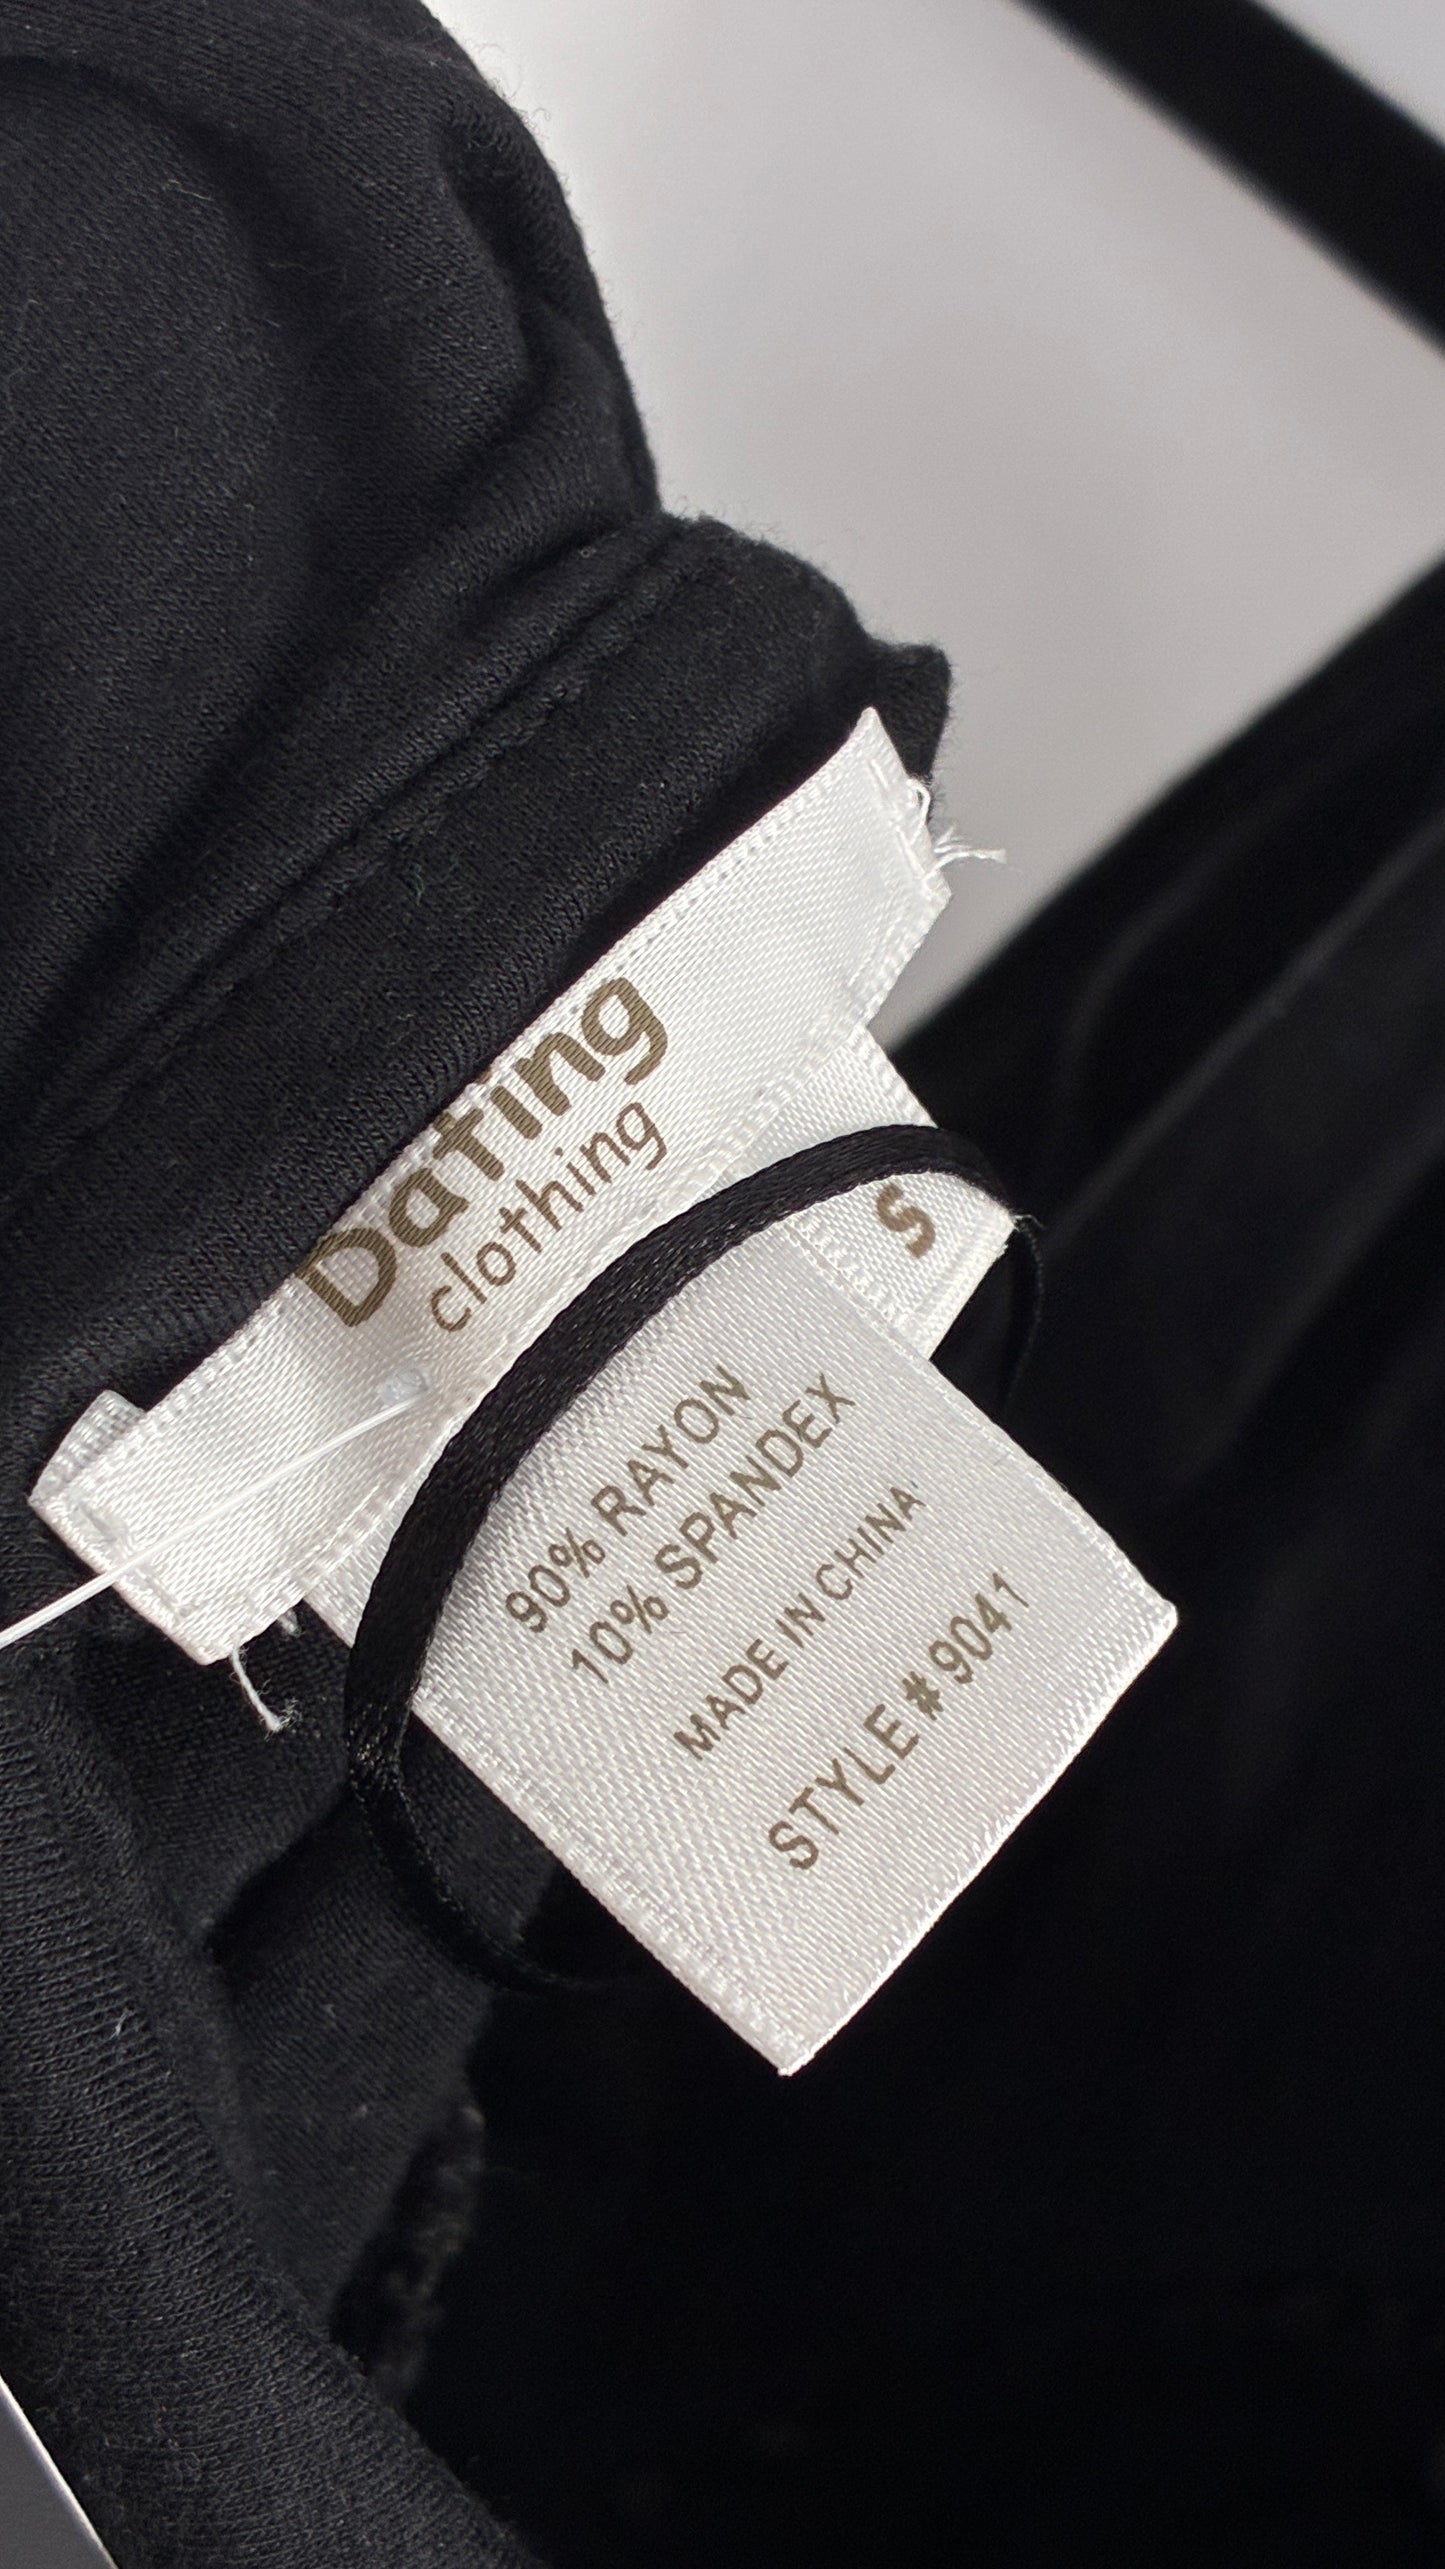 Dating
clothing
S
90% RAYON
10% SPANDEX
MADE IN CHINA
STYLE # 9041